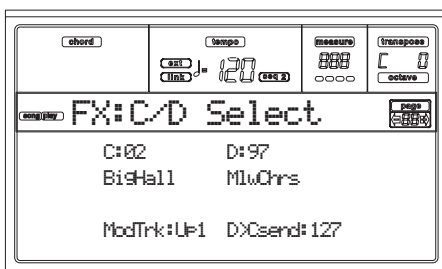 chord tempo measure transpose
ext link ♩= 120 seq 2 888 C 0
octave
song play FX:C/D Select page
C:02 D:97
BigHall MlwChrs
ModTrk:UP1 D>Csend:127